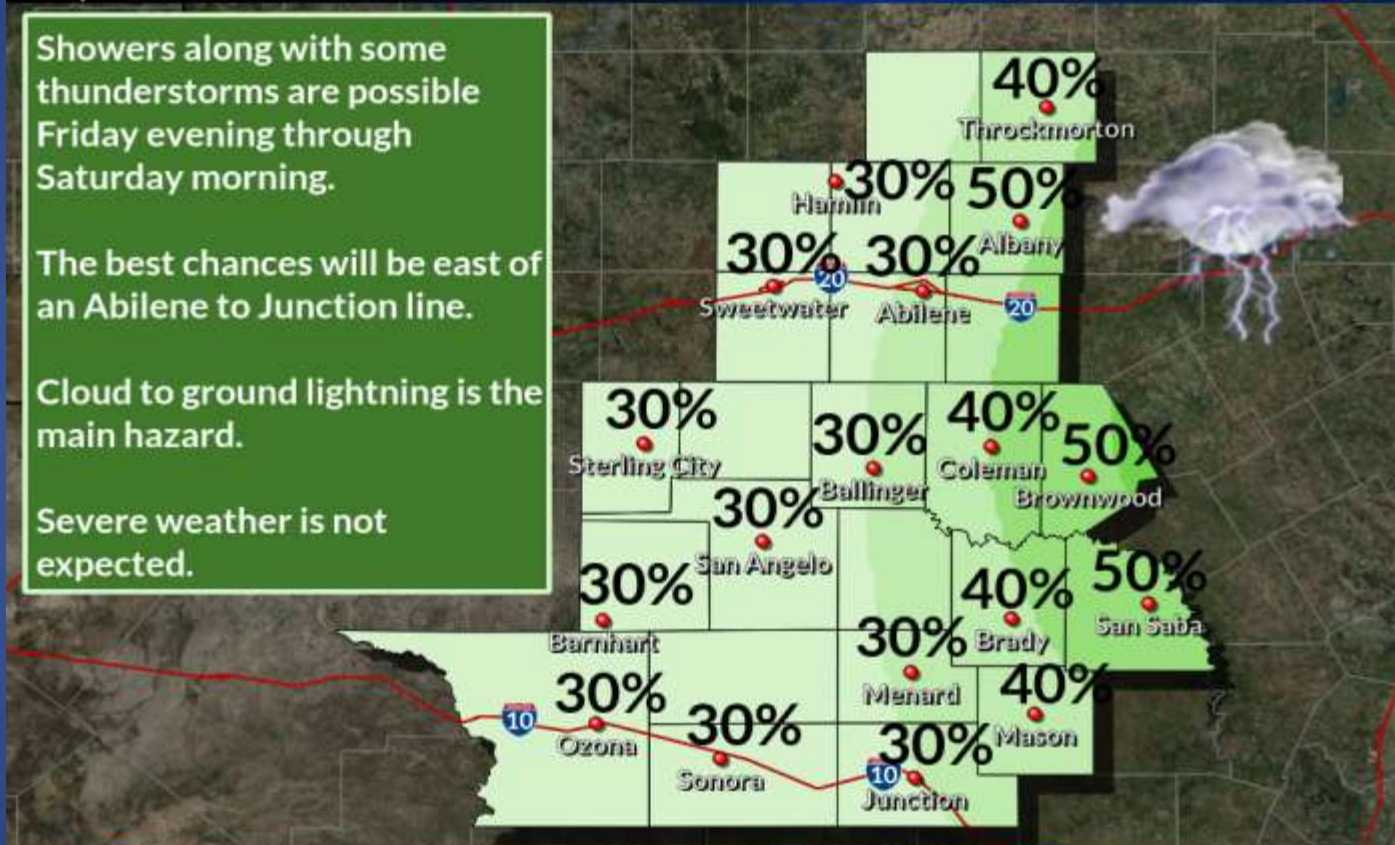 Showers along with some
thunderstorms are possible
Friday evening through
Saturday morning.
The best chances will be east of
an Abilene to Junction line.
Cloud to ground lightning is the
main hazard.
Severe weather is not
expected.
40%
Throckmorton
30%
Hamlin
50%
Albany
30%
Sweetwater
20
30%
Abilene
20
30%
Sterling City
30%
Ballinger
40%
Coleman
50%
Brownwood
30%
San Angelo
30%
Barnhart
40%
Brady
50%
San Saba
30%
Menard
40%
Mason
10
30%
Ozona
30%
Sonora
30%
10
Junction